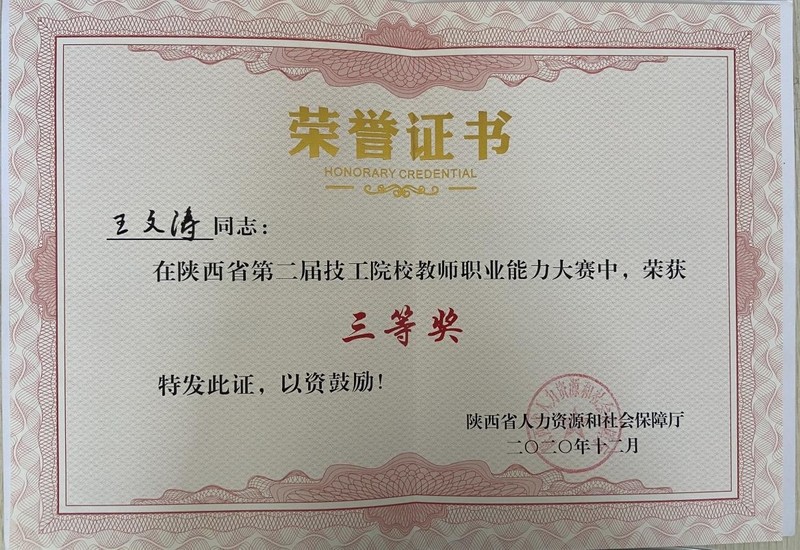 荣誉证书
HONORARY CREDENTIAL
王文涛同志：
在陕西省第二届技工院校教师职业能力大赛中，荣获
三等奖
特发此证，以资鼓励！
陕西省人力资源和社会保障厅
二〇二〇年十二月